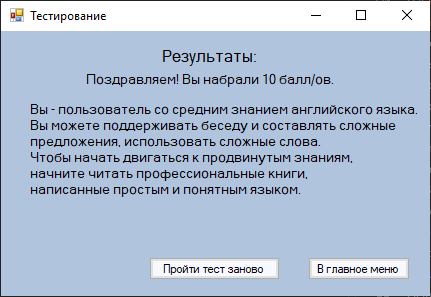 Тестирование
Результаты:
Поздравляем! Вы набрали 10 балл/ов.
Вы - пользователь со средним знанием английского языка.
Вы можете поддерживать беседу и составлять сложные
предложения, использовать сложные слова.
Чтобы начать двигаться к продвинутым знаниям,
начните читать профессиональные книги,
написанные простым и понятным языком.
Пройти тест заново
В главное меню